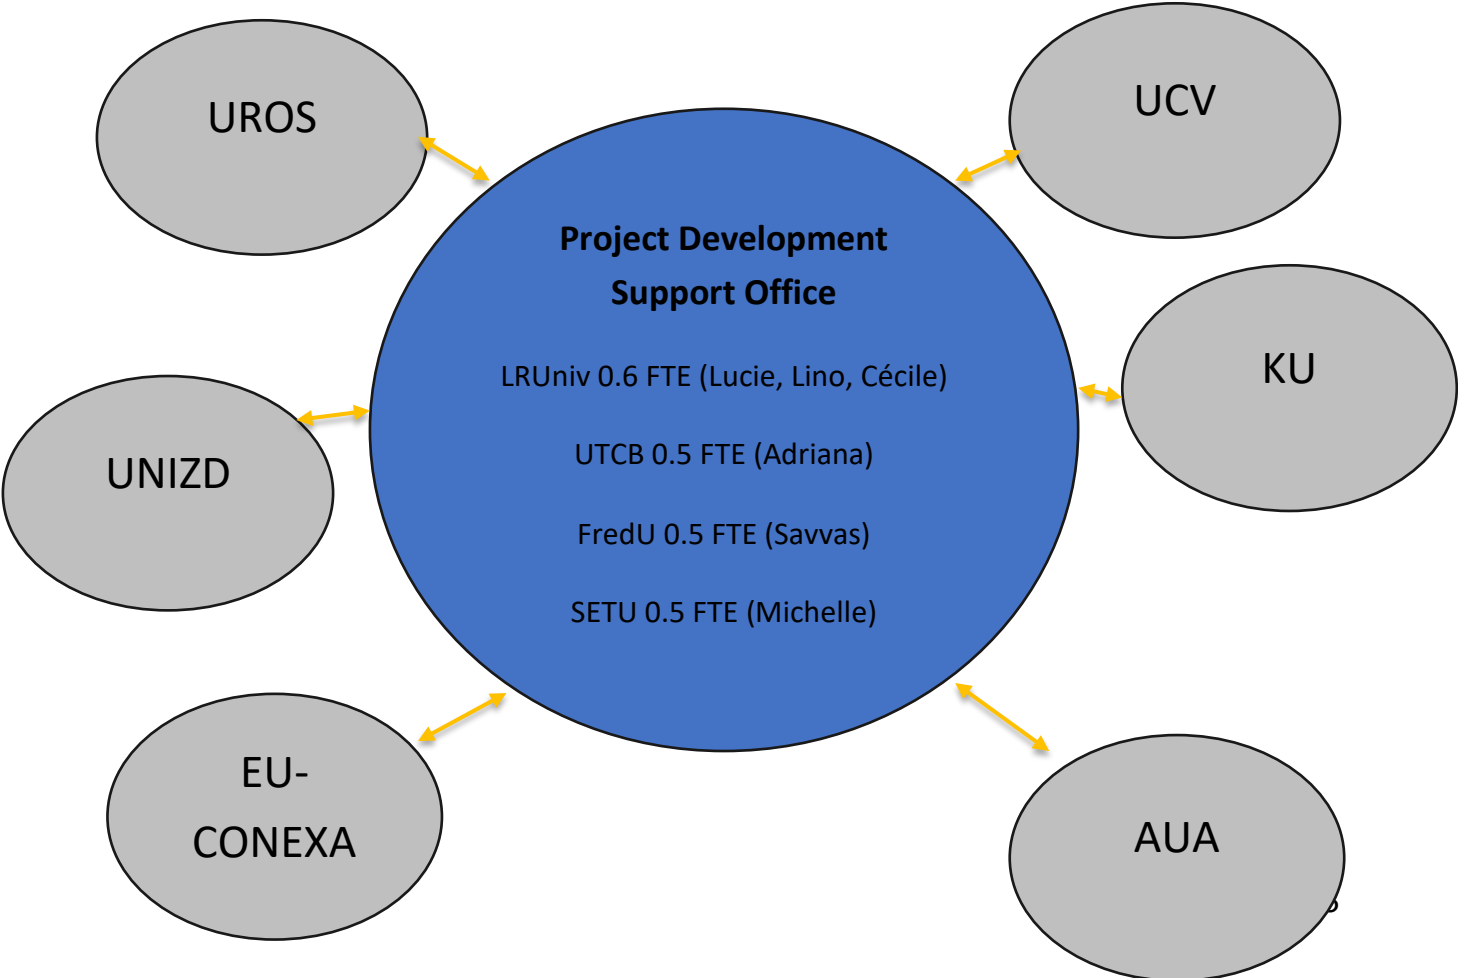 UROS
UCV
Project Development
Support Office
LRUniv 0.6 FTE (Lucie, Lino, Cécile)
KU
UTCB 0.5 FTE (Adriana)
UNIZD
FredU 0.5 FTE (Savvas)
SETU 0.5 FTE (Michelle)
EU-
CONEXA
AUA